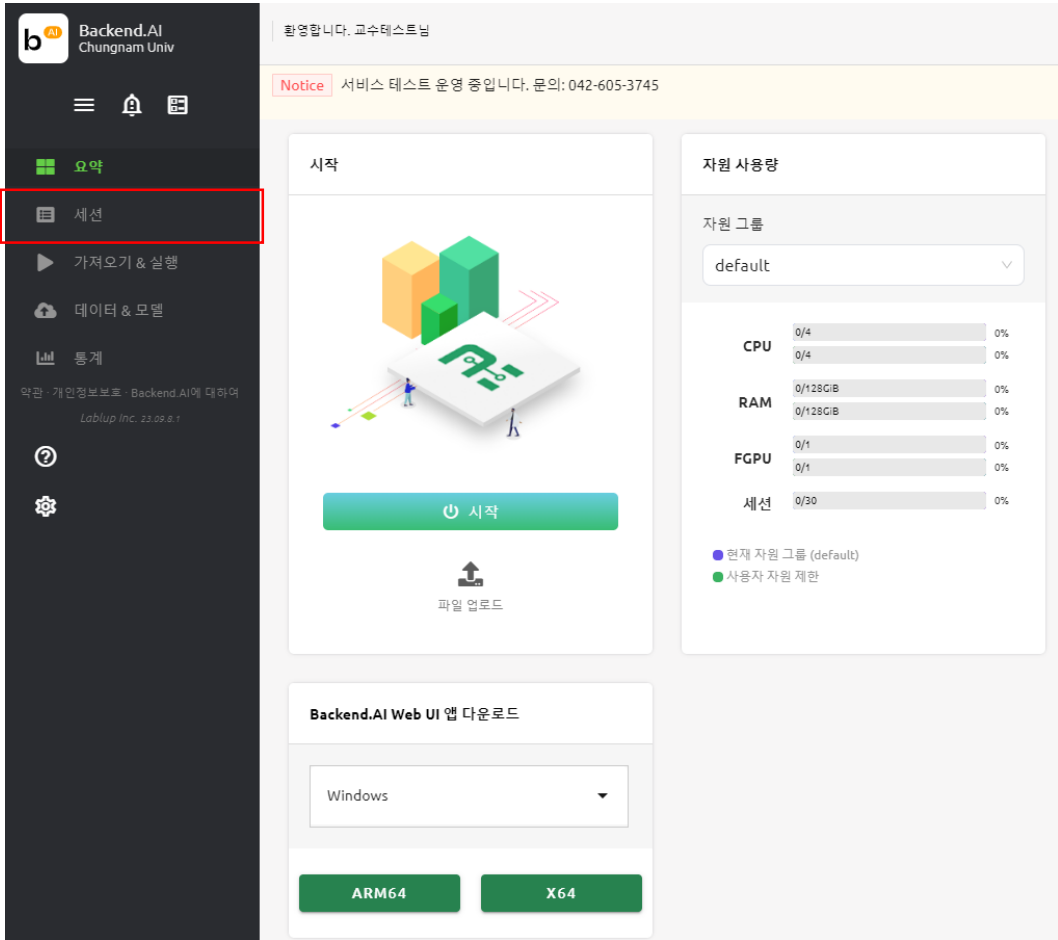 b AI
Backend.AI
Chungnam Univ
환영합니다. 교수테스트님
Notice 서비스 테스트 운영 중입니다. 문의: 042-605-3745
요약
세션
가져오기 & 실행
데이터 & 모델
통계
약관 · 개인정보보호 · Backend.AI에 대하여
Lablup Inc. 23.09.8.1
시작
시작
파일 업로드
자원 사용량
자원 그룹
default
CPU
0/4 0%
0/4 0%
RAM
0/128GiB 0%
0/128GiB 0%
FGPU
0/1 0%
0/1 0%
세션 0/30 0%
현재 자원 그룹 (default)
사용자 자원 제한
Backend.AI Web UI 앱 다운로드
Windows
ARM64
X64